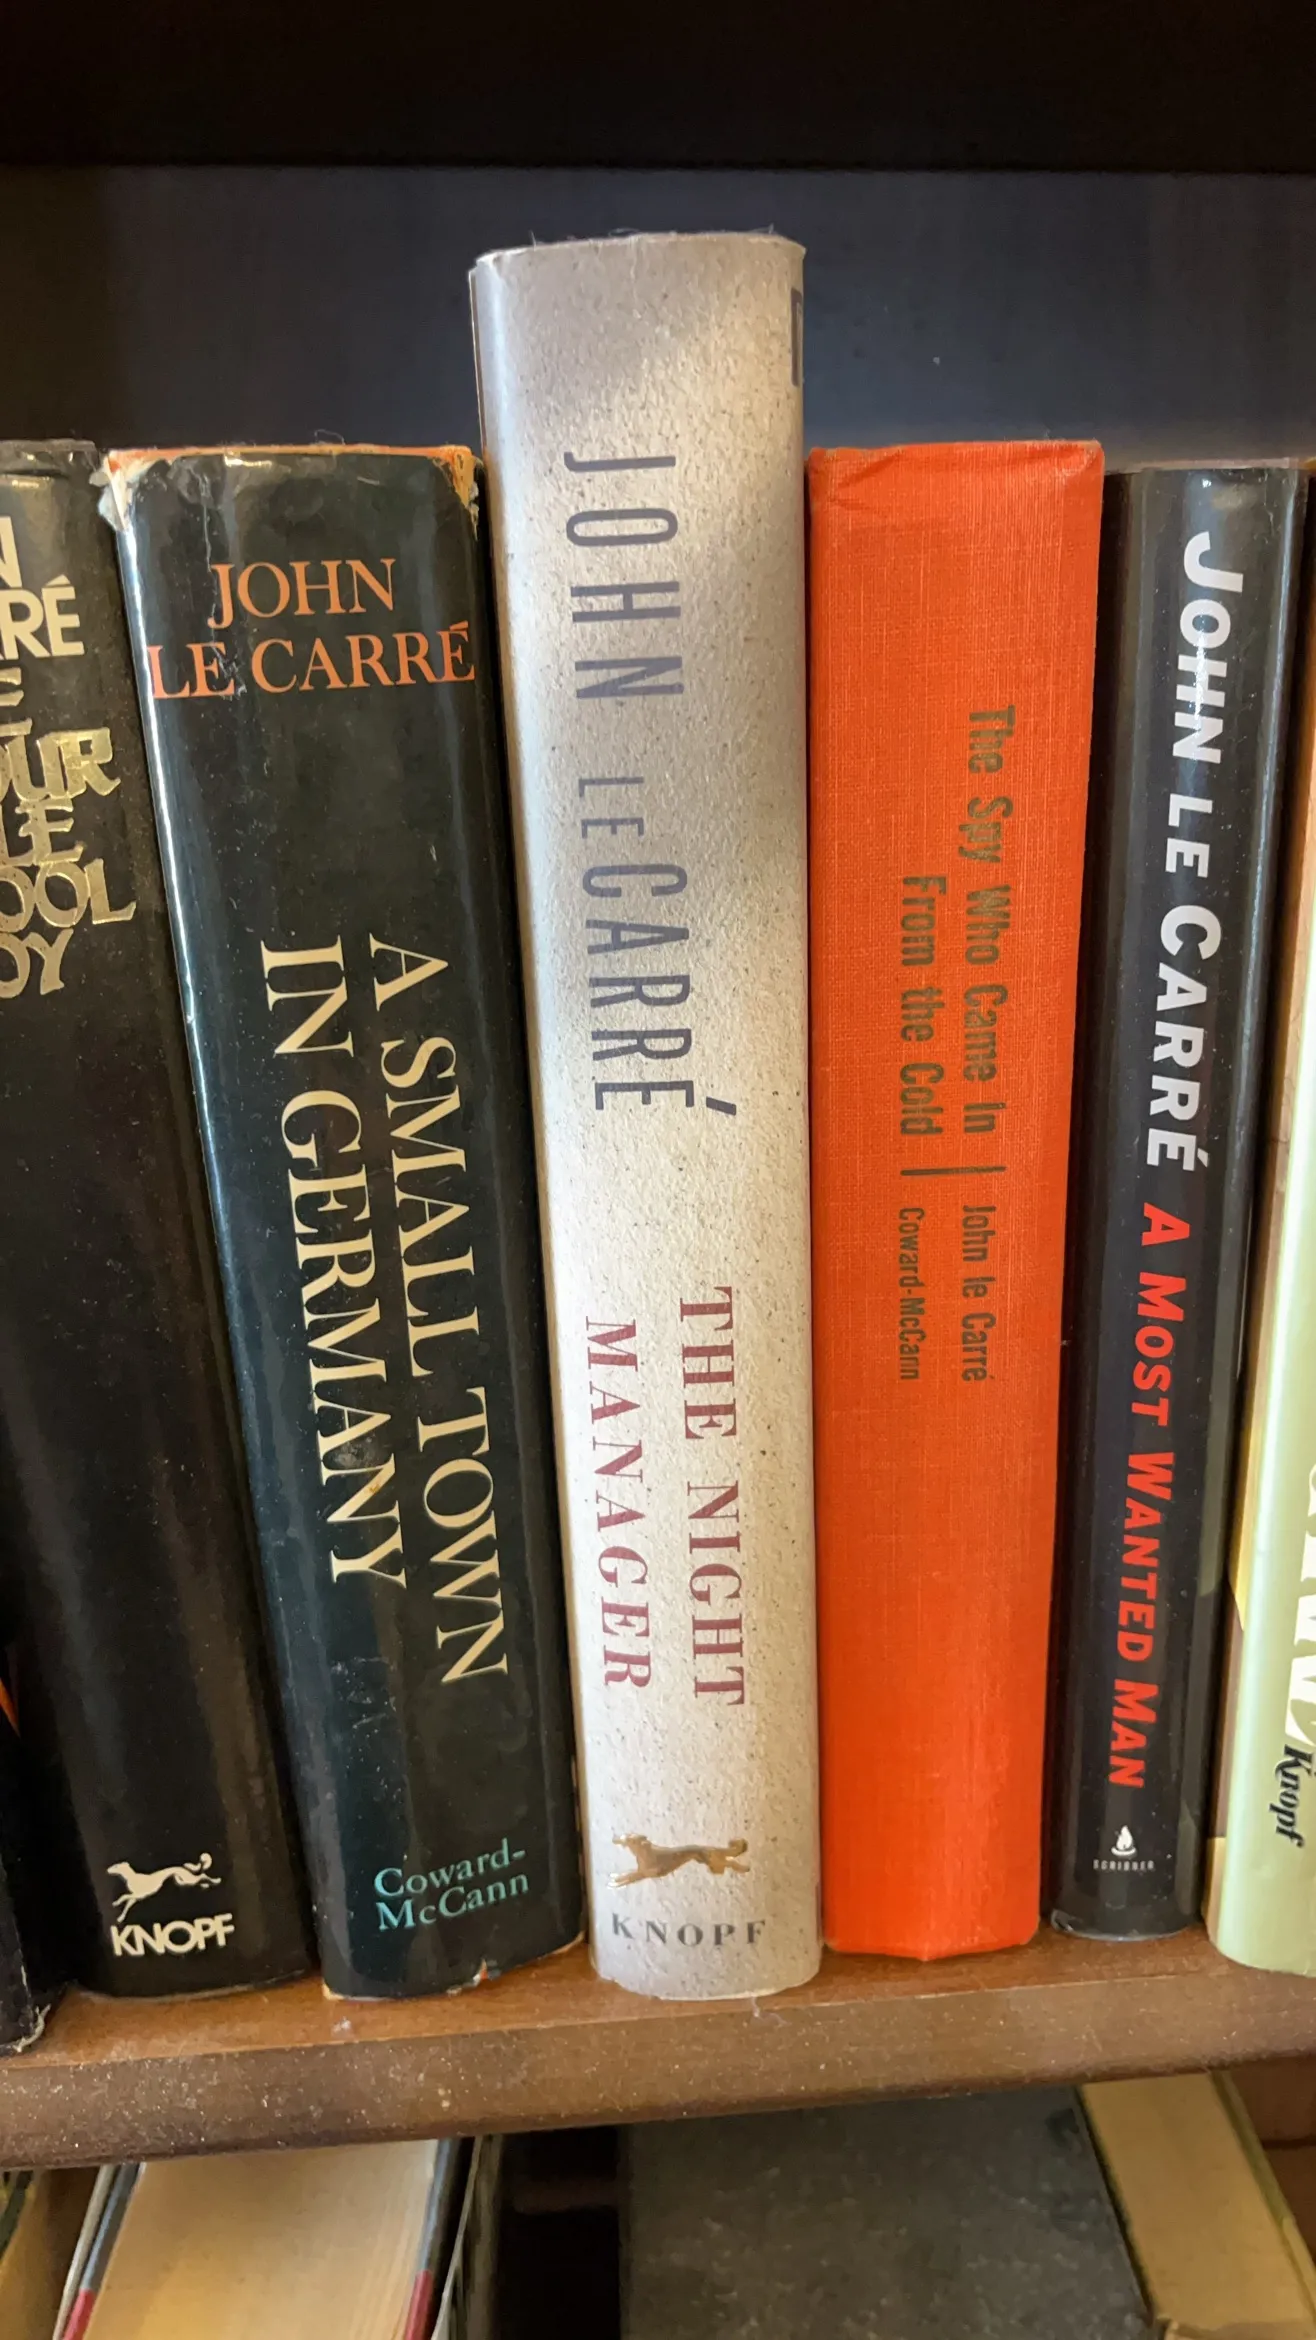 JOHN
LE CARRÉ
A SMALL TOWN
IN GERMANY
Coward-
McCann
KNOPF
JOHN LE CARRÉ
THE NIGHT
MANAGER
KNOPF
The Spy Who Came In | John le Carré
From the Cold | Coward-McCann
JOHN LE CARRÉ A MOST WANTED MAN
SCRIBNER
Knopf